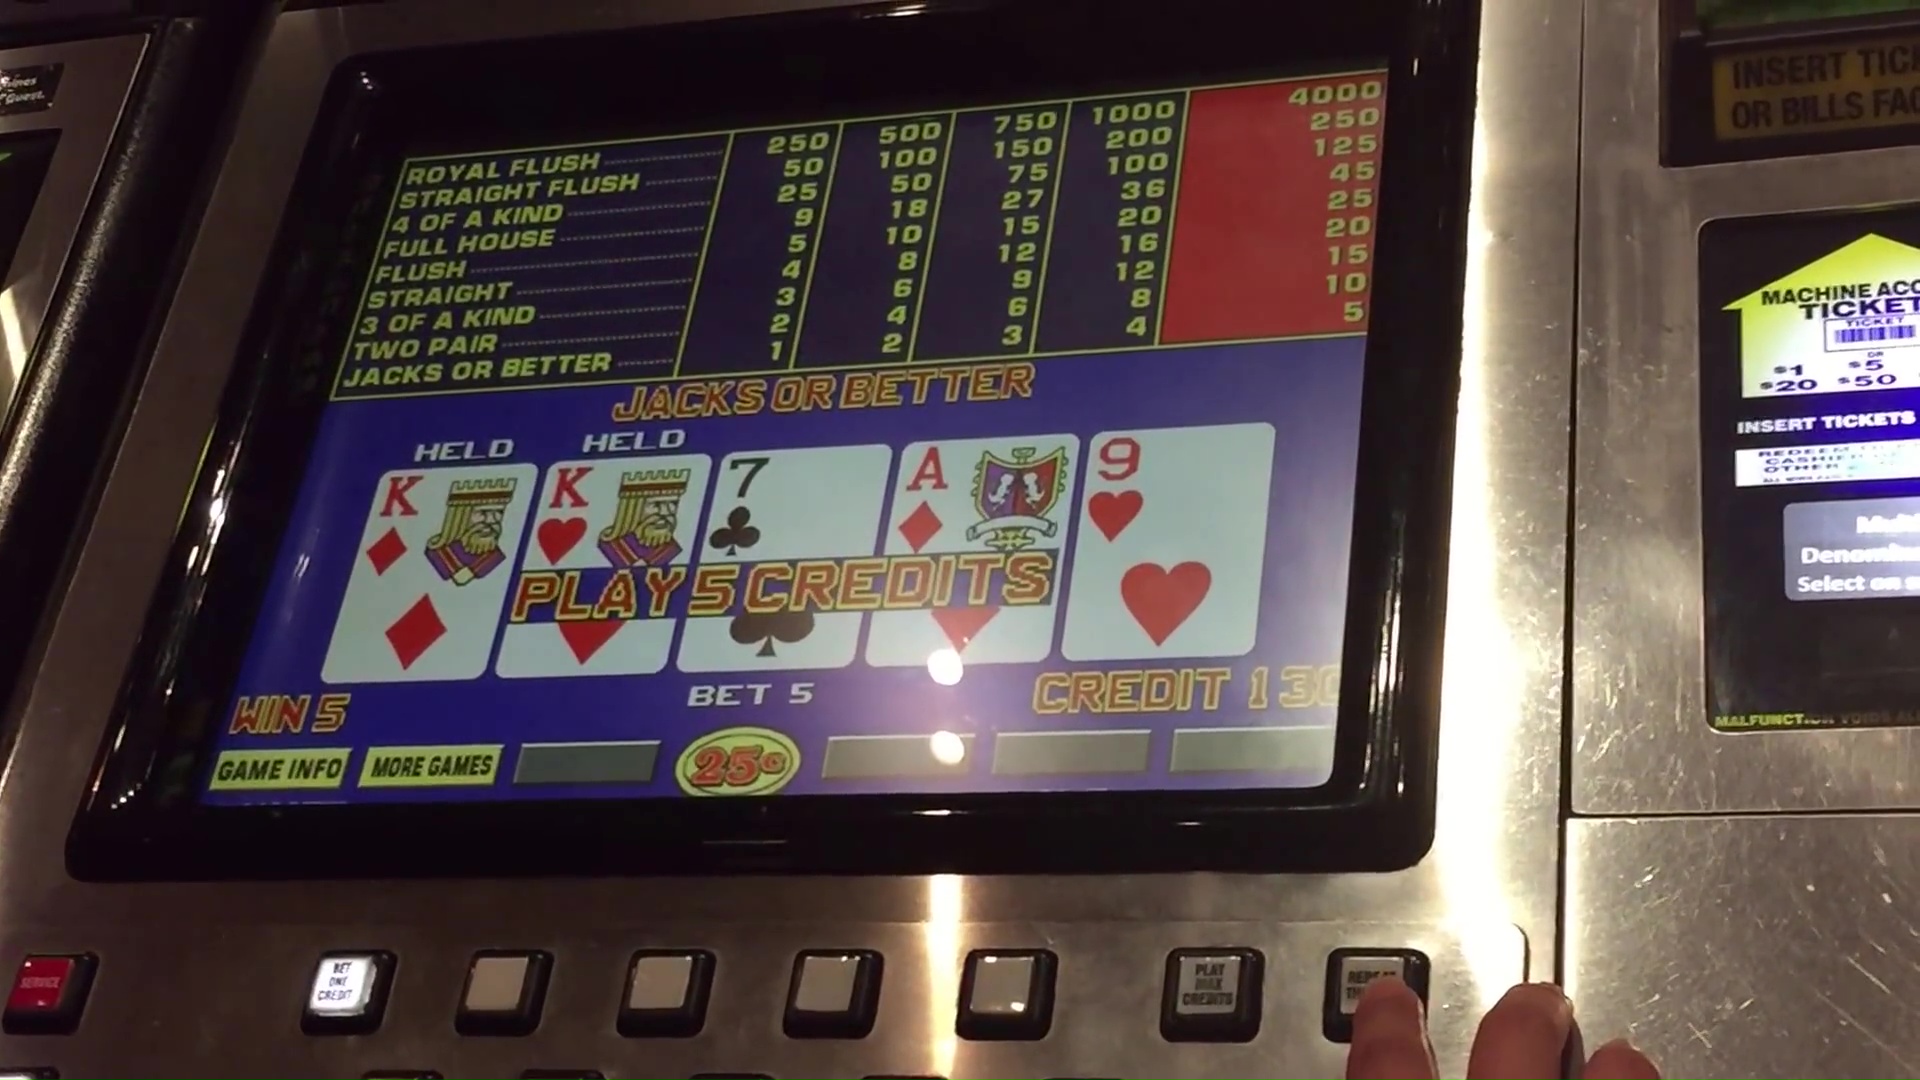 ROYAL FLUSH 250 500 750 1000 4000
STRAIGHT FLUSH 50 100 150 200 250
4 OF A KIND 25 50 75 100 125
FULL HOUSE 9 18 27 36 45
FLUSH 5 10 15 20 25
STRAIGHT 4 8 12 16 20
3 OF A KIND 3 6 9 12 15
TWO PAIR 2 4 6 8 10
JACKS OR BETTER 1 2 3 4 5
JACKS OR BETTER
HELD HELD
K K 7 A 9
PLAY 5 CREDITS
WIN 5 BET 5 CREDIT 130
GAME INFO MORE GAMES 25¢
SERVICE
BET
ONE
CREDIT
PLAY
MAX
CREDITS
INSERT
OR BILLS
MACHINE
TICKET
TICKET
OR
$1 $5
$20 $50
INSERT TICKETS
Select on
Guest.